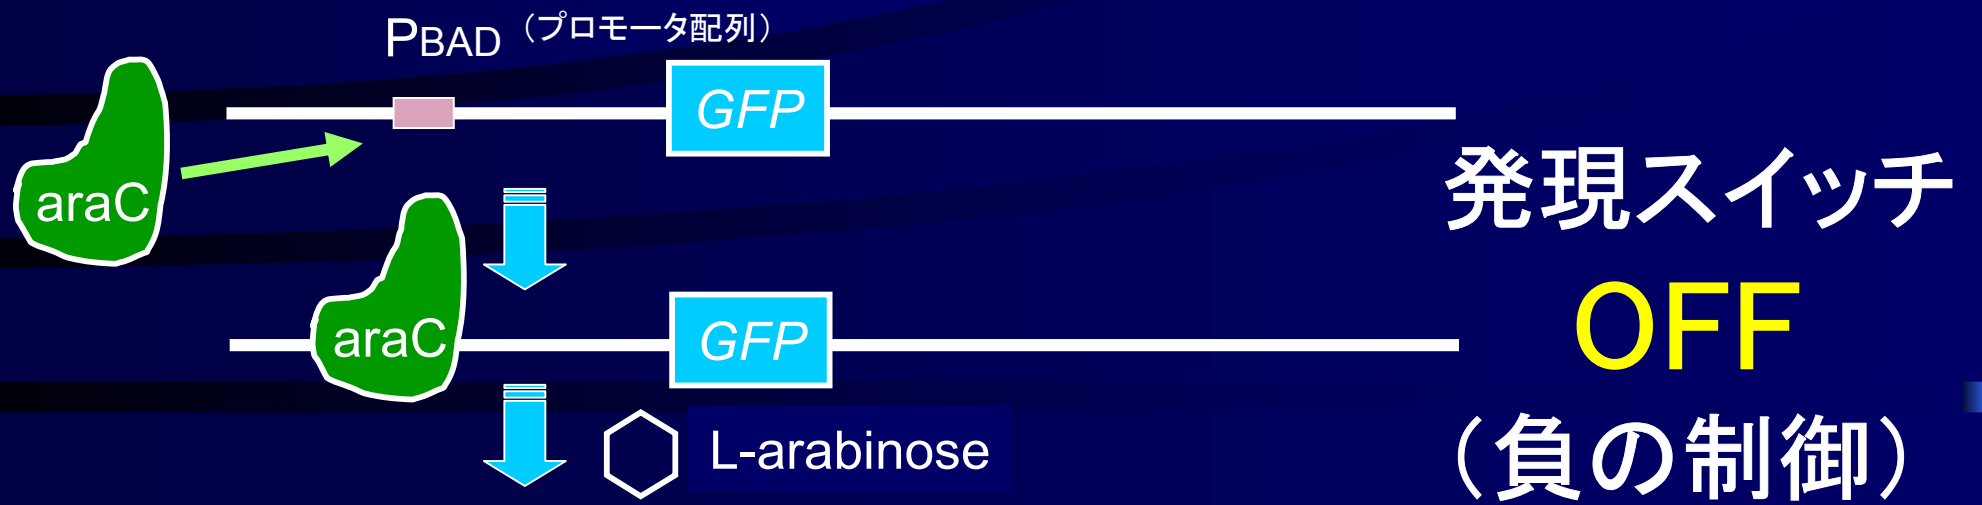 PBAD（プロモータ配列）
araC
GFP
発現スイッチ
OFF
（負の制御）
araC
GFP
L-arabinose